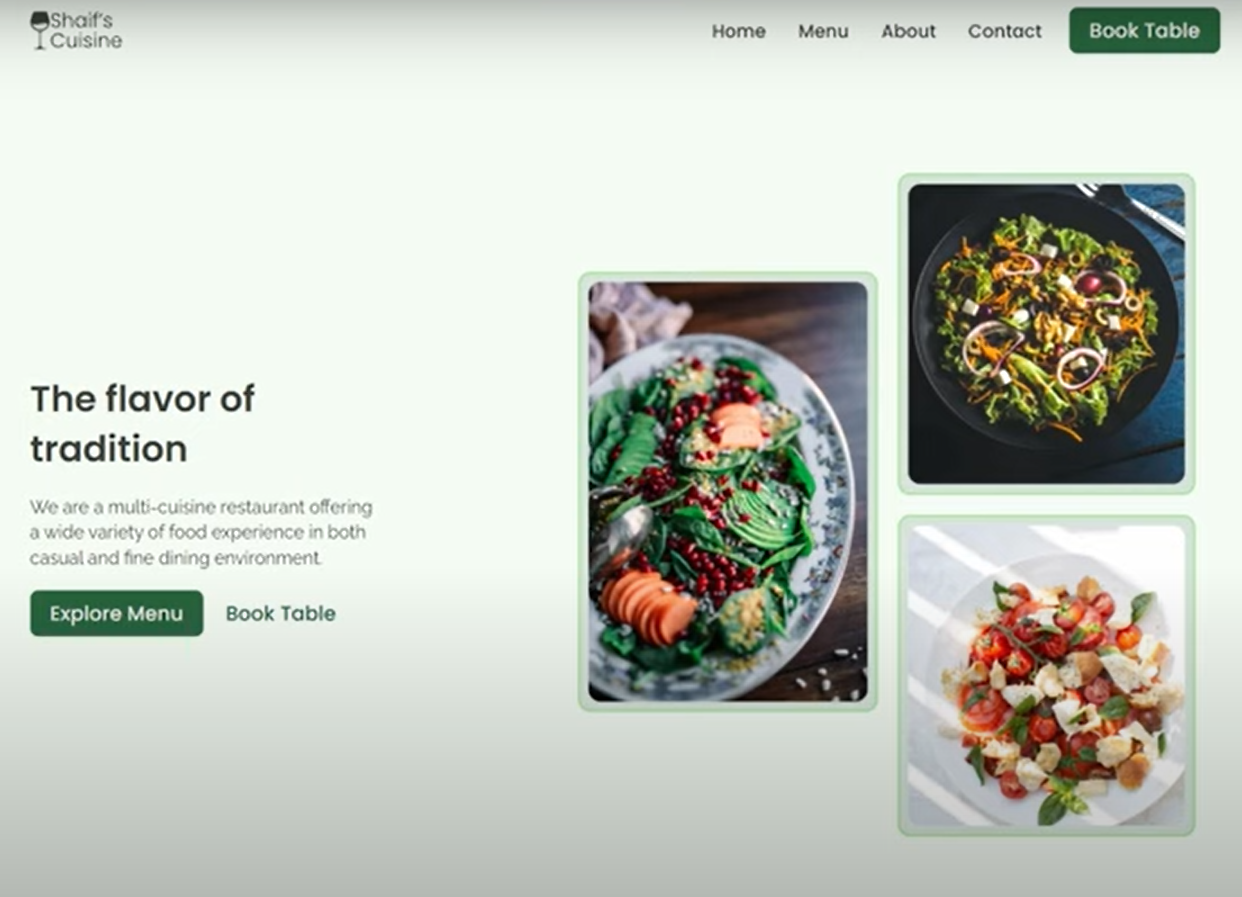 Shaif's
Cuisine
Home Menu About Contact Book Table
The flavor of
tradition
We are a multi-cuisine restaurant offering
a wide variety of food experience in both
casual and fine dining environment.
Explore Menu Book Table